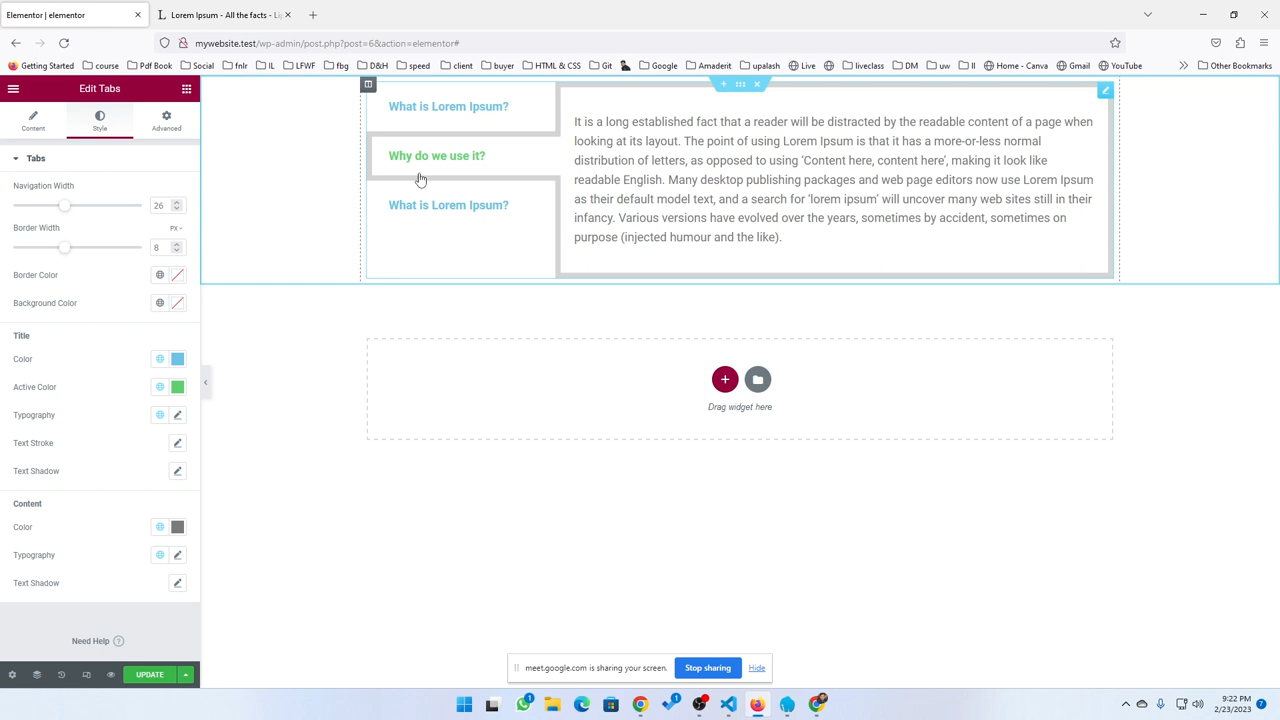 Elementor | elementor
Lorem Ipsum - All the facts - Li
mywebsite.test/wp-admin/post.php?post=6&action=elementor#
Getting Started course Pdf Book Social fnlr IL LFWF fbg D&H speed client buyer HTML & CSS Git Google Amaderit upalash Live liveclass DM uw II Home - Canva Gmail YouTube Other Bookmarks
Edit Tabs
Content Style Advanced
Tabs
Navigation Width
26
Border Width PX
8
Border Color
Background Color
Title
Color
Active Color
Typography
Text Stroke
Text Shadow
Content
Color
Typography
Text Shadow
Need Help ?
UPDATE
What is Lorem Ipsum?
Why do we use it?
What is Lorem Ipsum?
It is a long established fact that a reader will be distracted by the readable content of a page when
looking at its layout. The point of using Lorem Ipsum is that it has a more-or-less normal
distribution of letters, as opposed to using 'Content here, content here', making it look like
readable English. Many desktop publishing packages and web page editors now use Lorem Ipsum
as their default model text, and a search for 'lorem ipsum' will uncover many web sites still in their
infancy. Various versions have evolved over the years, sometimes by accident, sometimes on
purpose (injected humour and the like).
Drag widget here
meet.google.com is sharing your screen. Stop sharing Hide
1
1
9:22 PM
2/23/2023
7